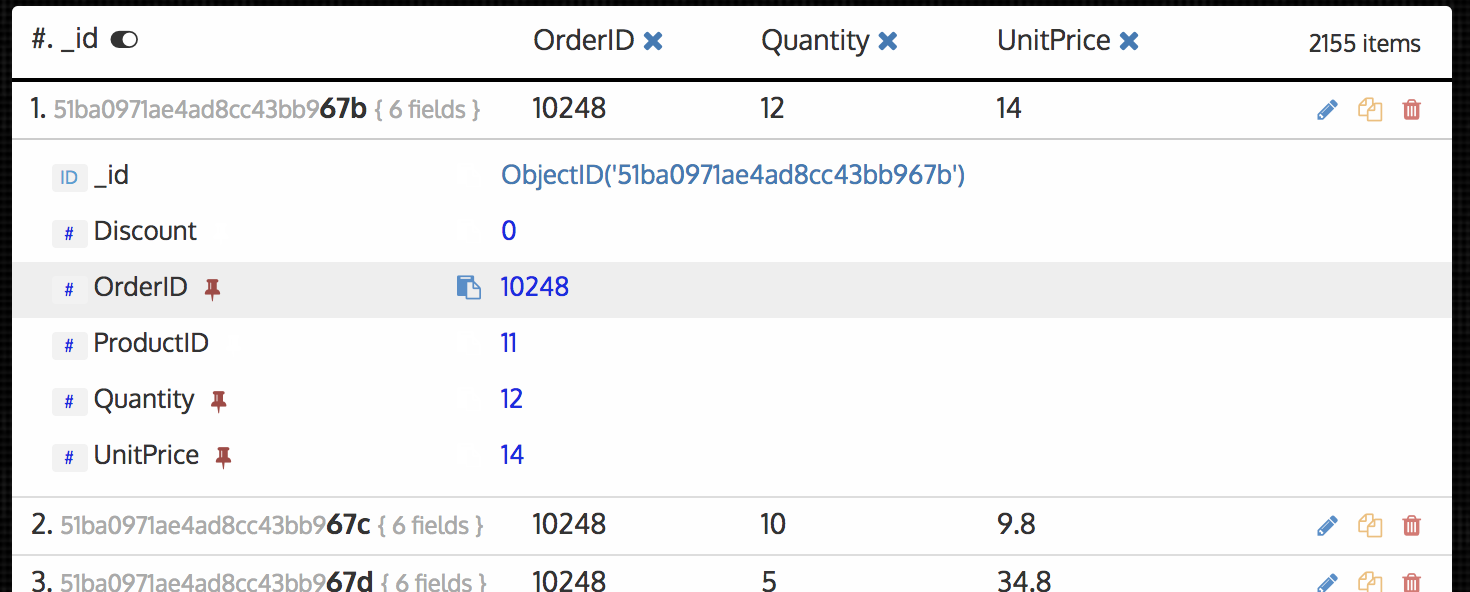 #. _id OrderID Quantity UnitPrice 2155 items
1. 51ba0971ae4ad8cc43bb967b { 6 fields } 10248 12 14
ID _id ObjectID('51ba0971ae4ad8cc43bb967b')
# Discount 0
# OrderID 10248
# ProductID 11
# Quantity 12
# UnitPrice 14
2. 51ba0971ae4ad8cc43bb967c { 6 fields } 10248 10 9.8
3. 51ba0971ae4ad8cc43bb967d { 6 fields } 10248 5 34.8